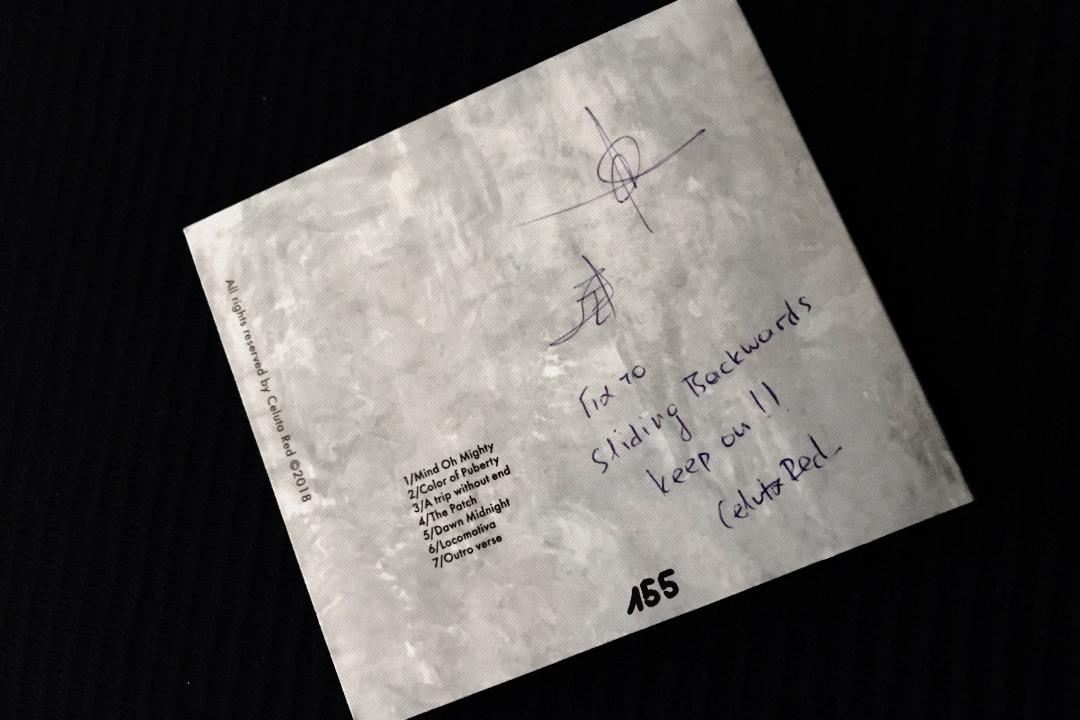 All rights reserved by Celuta Red ©2018
1/Mind Oh Mighty
2/Color of Puberty
3/A trip without end
4/The Patch
5/Dawn Midnight
6/Locomotiva
7/Outro verse
to
Sliding Backwards
keep on !!
Celuta Red
155